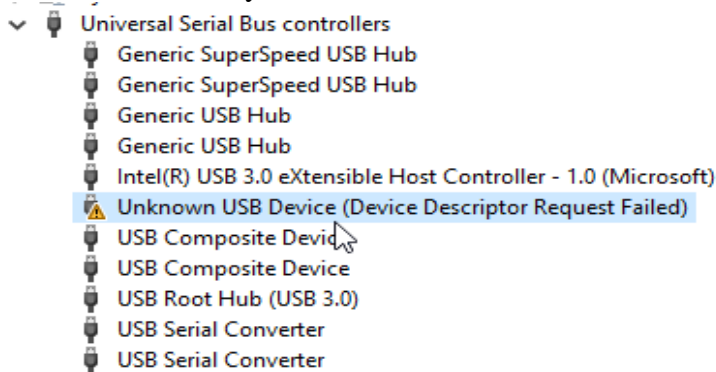 Universal Serial Bus controllers
Generic SuperSpeed USB Hub
Generic SuperSpeed USB Hub
Generic USB Hub
Generic USB Hub
Intel(R) USB 3.0 eXtensible Host Controller - 1.0 (Microsoft)
Unknown USB Device (Device Descriptor Request Failed)
USB Composite Device
USB Composite Device
USB Root Hub (USB 3.0)
USB Serial Converter
USB Serial Converter